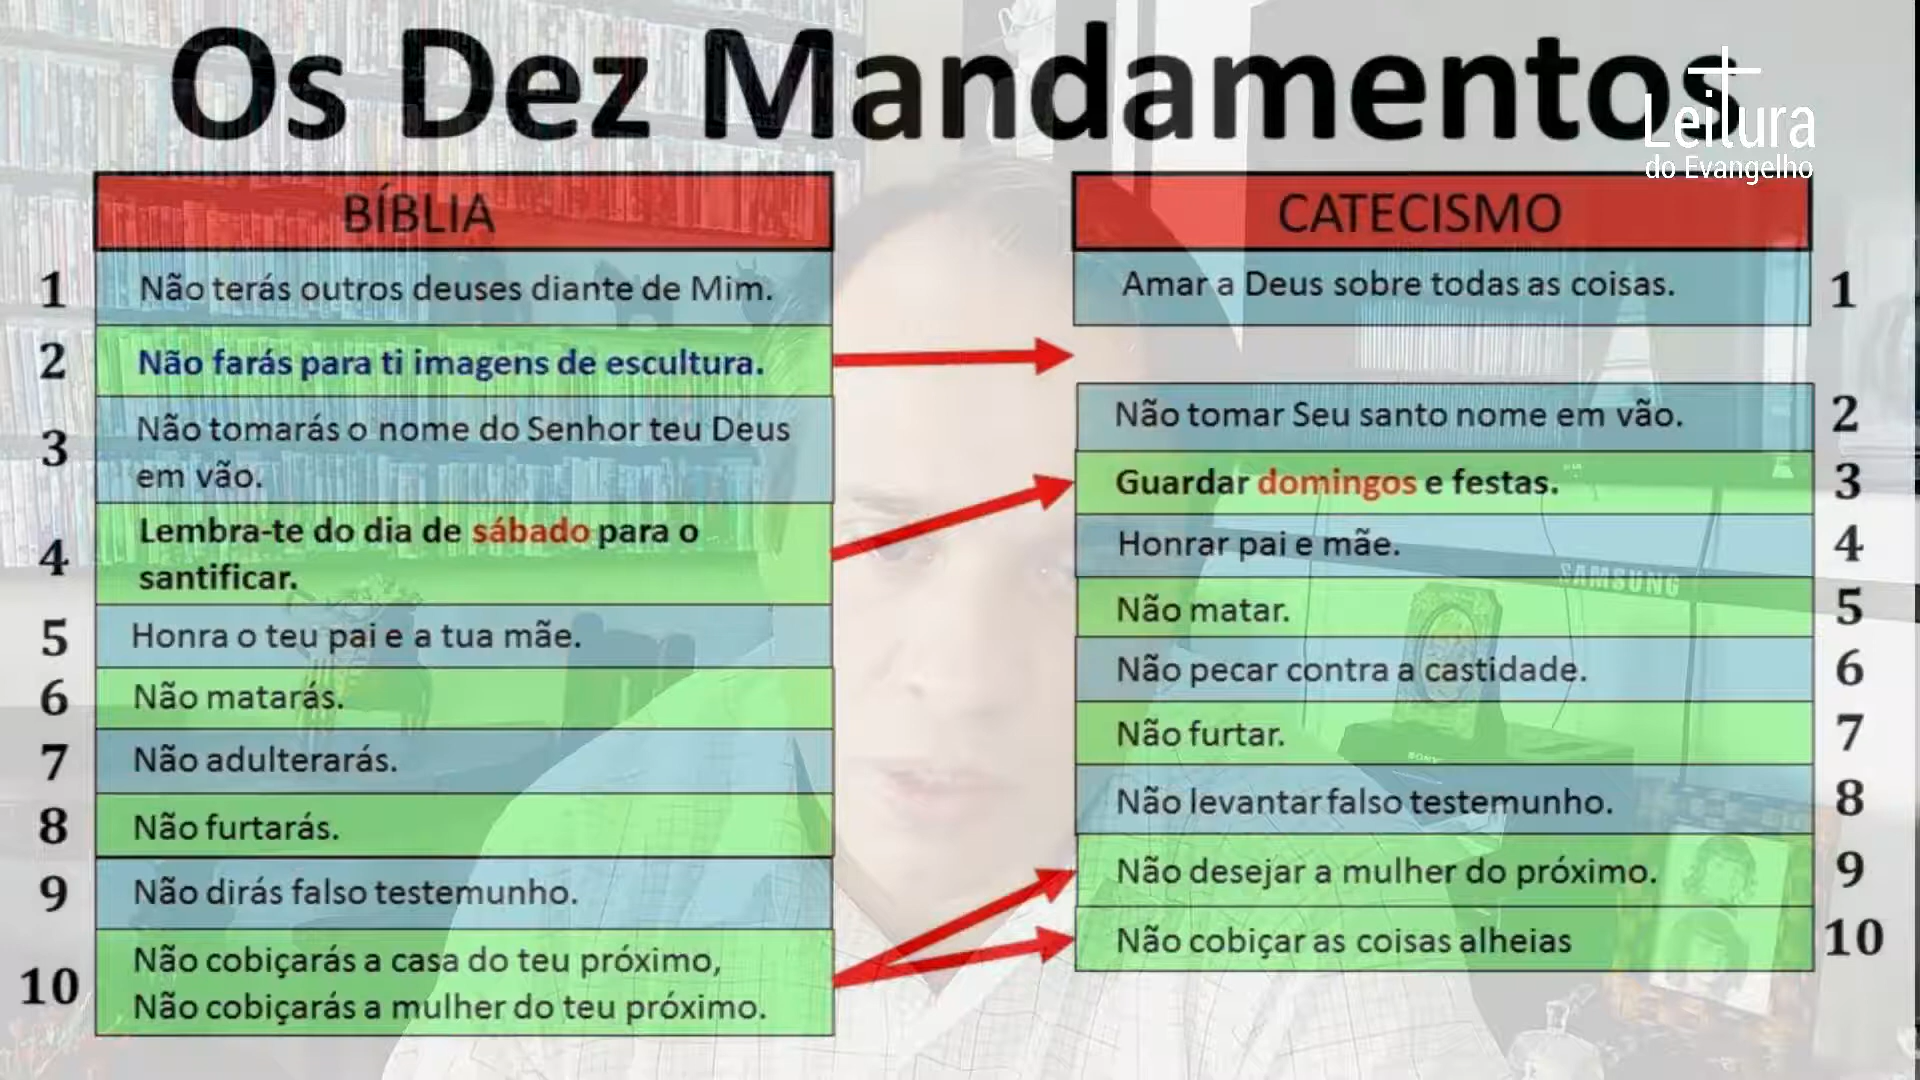 Os Dez Mandamentos
Leitura
do Evangelho
BÍBLIA
1 Não terás outros deuses diante de Mim.
2 Não farás para ti imagens de escultura.
3 Não tomarás o nome do Senhor teu Deus
em vão.
4 Lembra-te do dia de sábado para o
santificar.
5 Honra o teu pai e a tua mãe.
6 Não matarás.
7 Não adulterarás.
8 Não furtarás.
9 Não dirás falso testemunho.
10 Não cobiçarás a casa do teu próximo,
Não cobiçarás a mulher do teu próximo.
CATECISMO
Amar a Deus sobre todas as coisas. 1
Não tomar Seu santo nome em vão. 2
Guardar domingos e festas. 3
Honrar pai e mãe. 4
Não matar. 5
Não pecar contra a castidade. 6
Não furtar. 7
Não levantar falso testemunho. 8
Não desejar a mulher do próximo. 9
Não cobiçar as coisas alheias 10
SAMSUNG
SONY